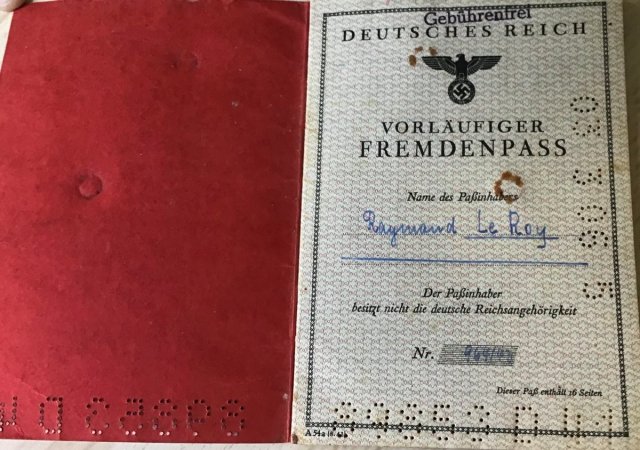 Gebührenfrei
DEUTSCHES REICH
VORLÄUFIGER
FREMDENPASS
Name des Paßinhabers
Raymand Le Roy
Der Paßinhaber
besitzt nicht die deutsche Reichsangehörigkeit
Nr.
Dieser Paß enthält 16 Seiten